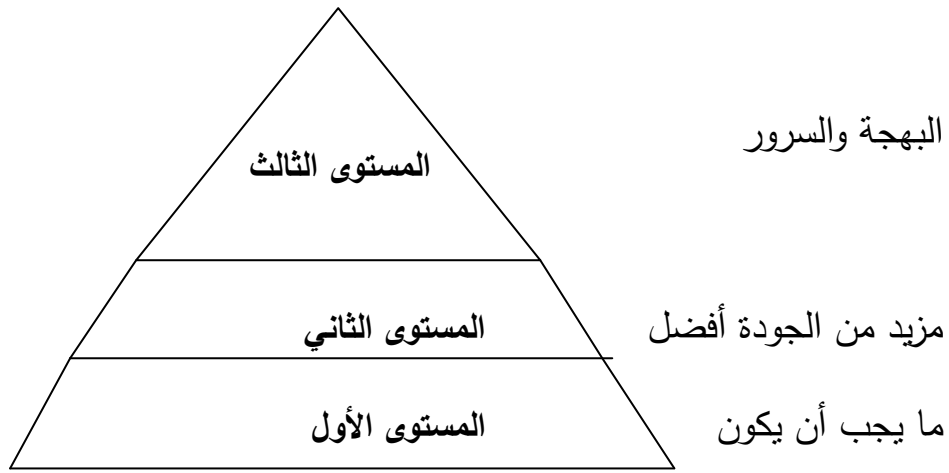 البهجة والسرور
المستوى الثالث
مزيد من الجودة أفضل
المستوى الثاني
ما يجب أن يكون
المستوى الأول